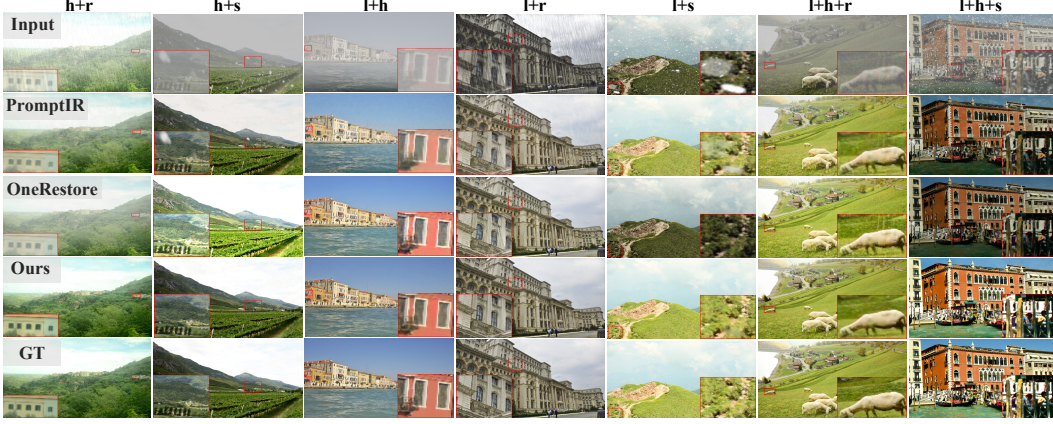 h+r h+s l+h l+r l+s l+h+r l+h+s
Input
PromptIR
OneRestore
Ours
GT